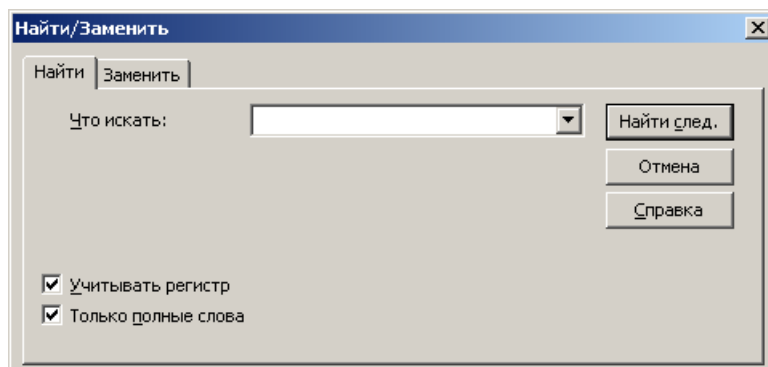 Найти/Заменить
Найти Заменить
Что искать: Найти след.
Отмена
Справка
Учитывать регистр
Только полные слова